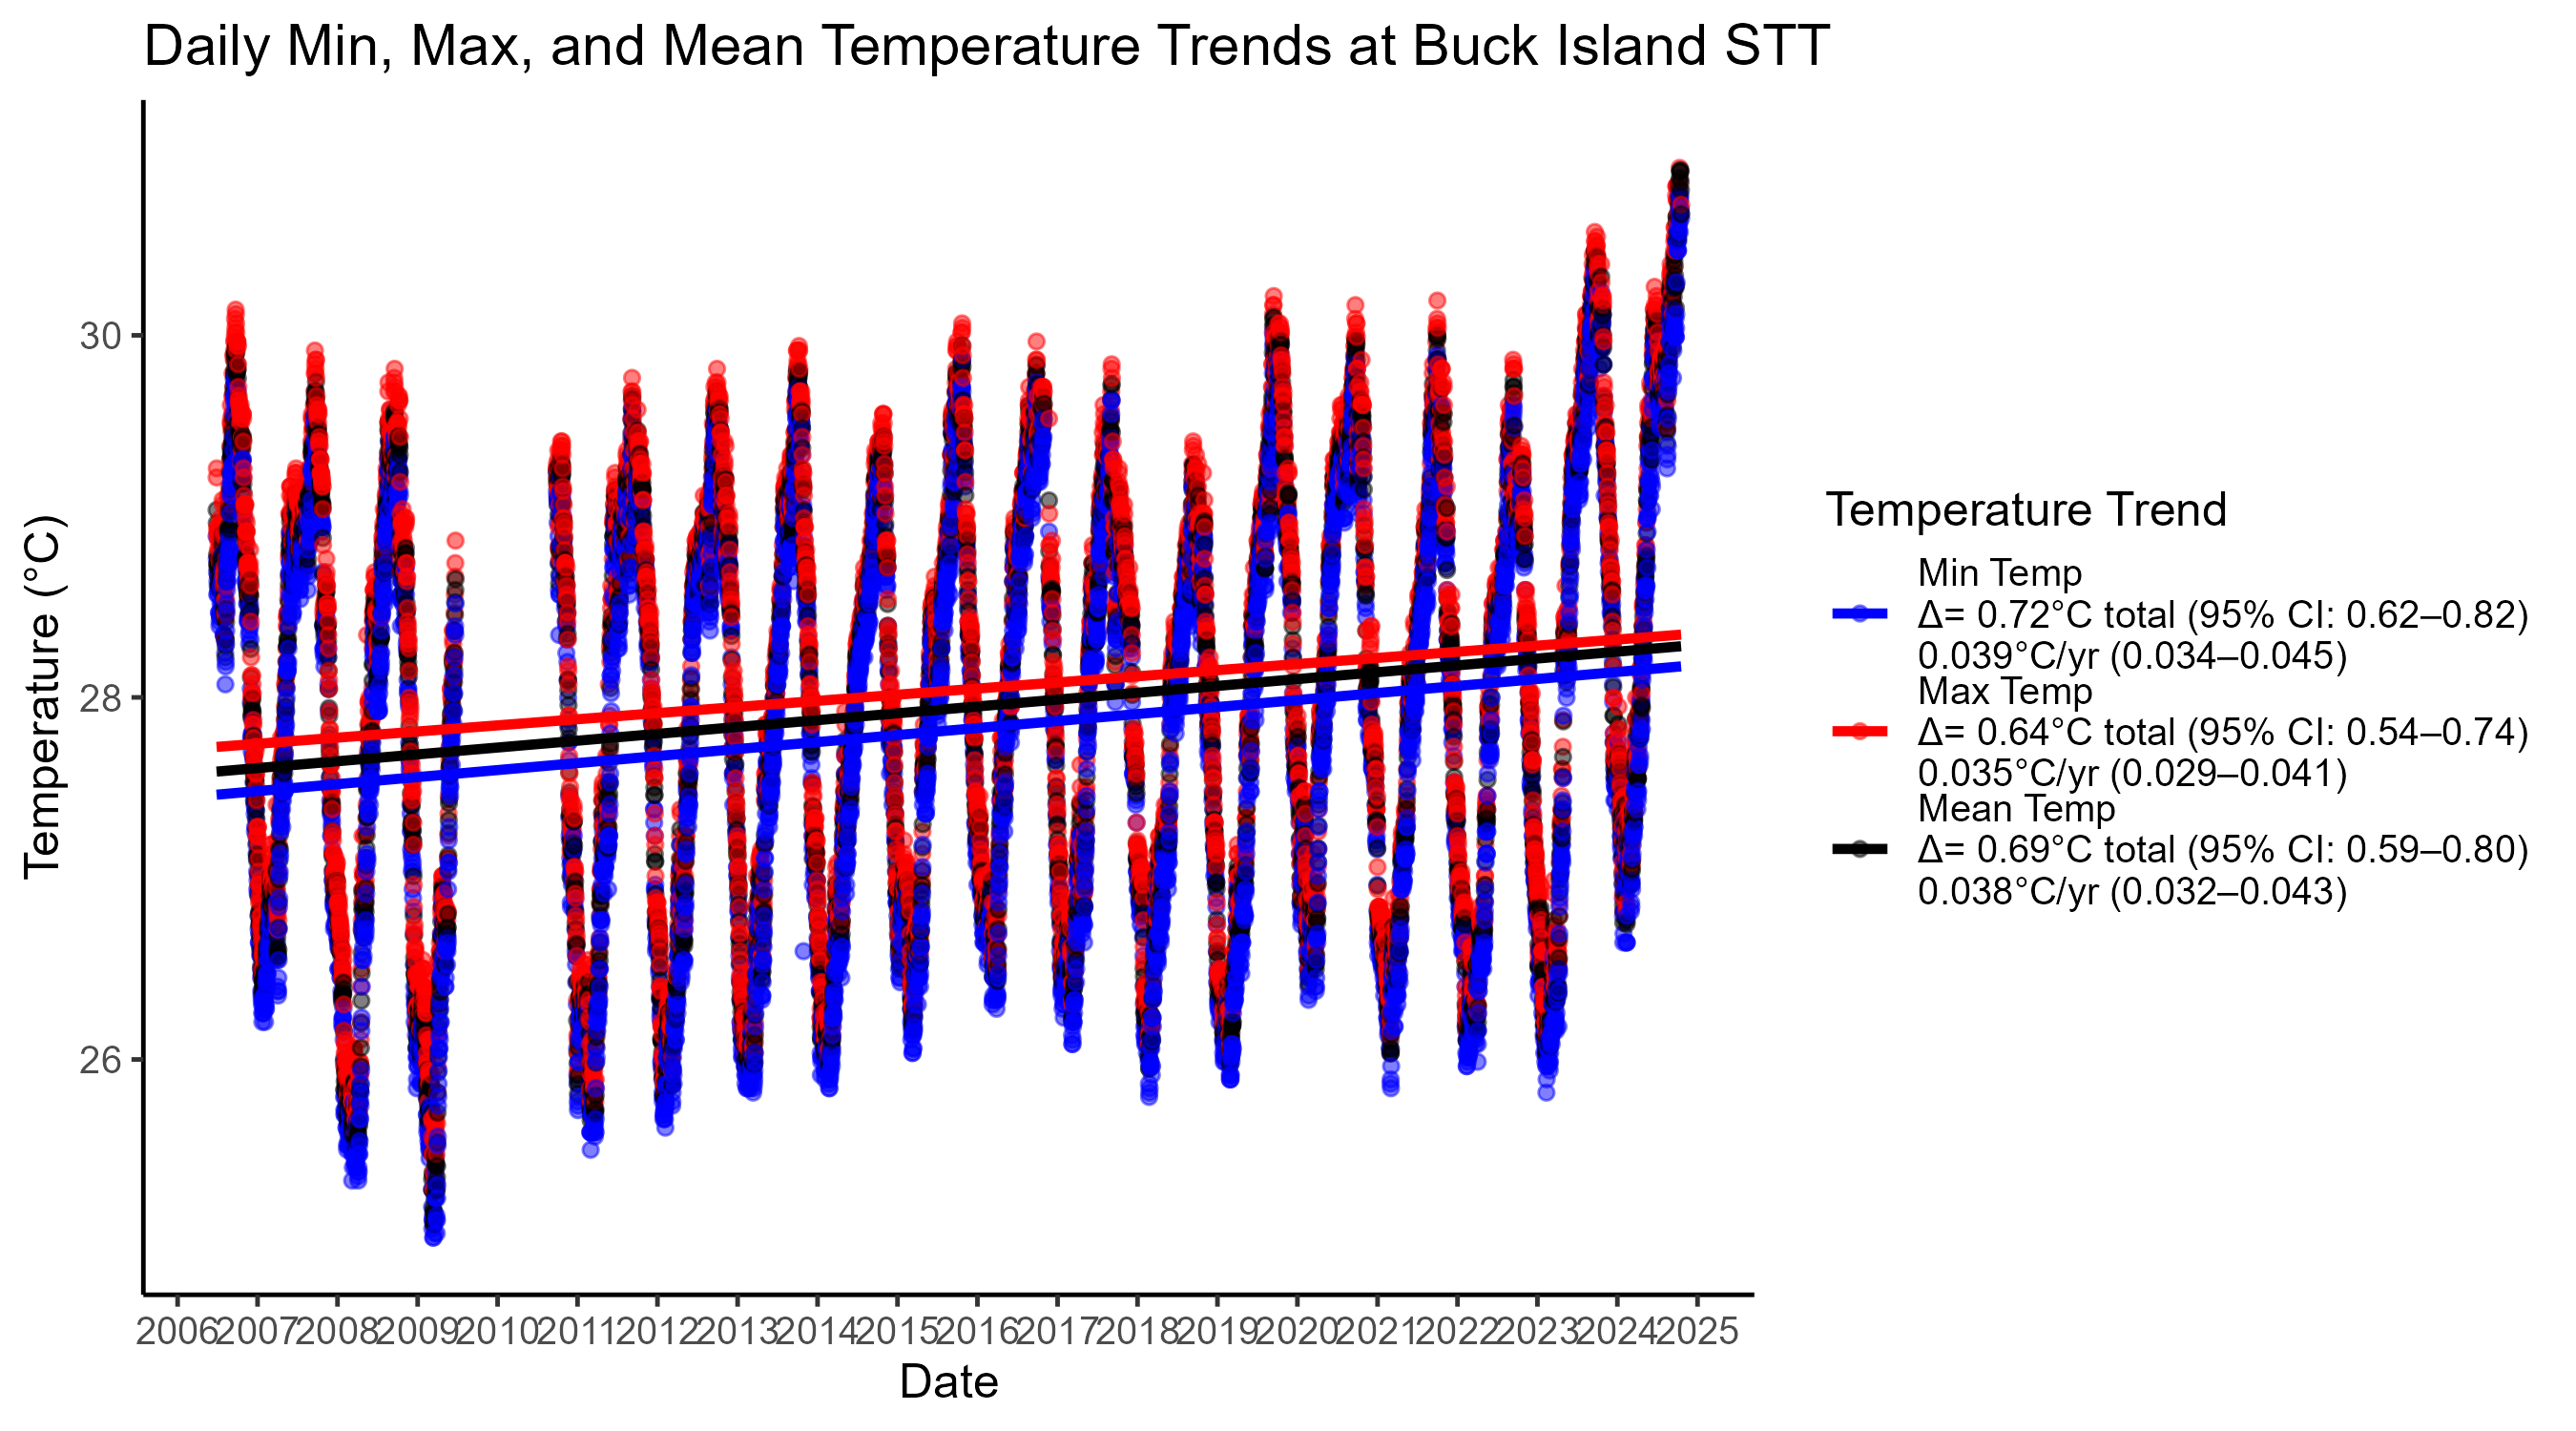 Daily Min, Max, and Mean Temperature Trends at Buck Island STT
Temperature (°C)
30
28
26
2006 2007 2008 2009 2010 2011 2012 2013 2014 2015 2016 2017 2018 2019 2020 2021 2022 2023 2024 2025
Date
Temperature Trend
Min Temp
Δ= 0.72°C total (95% CI: 0.62–0.82)
0.039°C/yr (0.034–0.045)
Max Temp
Δ= 0.64°C total (95% CI: 0.54–0.74)
0.035°C/yr (0.029–0.041)
Mean Temp
Δ= 0.69°C total (95% CI: 0.59–0.80)
0.038°C/yr (0.032–0.043)